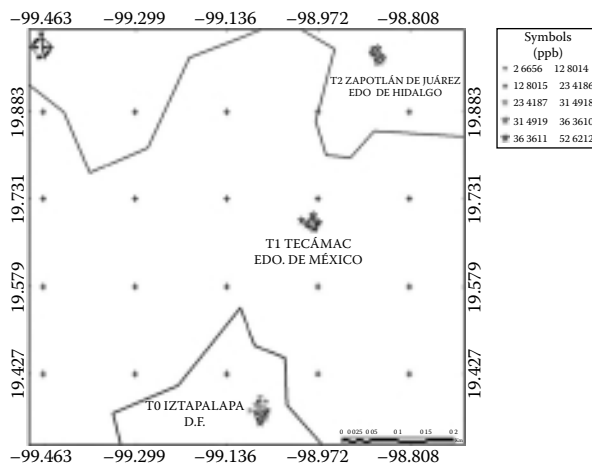 −99.463 −99.299 −99.136 −98.972 −98.808
Symbols
(ppb)
2 6656 12 8014
12 8015 23 4186
23 4187 31 4918
31 4919 36 3610
36 3611 52 6212
T2 ZAPOTLÁN DE JUÁREZ
EDO DE HIDALGO
19.883 19.883
19.731 19.731
T1 TECÁMAC
EDO. DE MÉXICO
19.579 19.579
19.427 19.427
T0 IZTAPALAPA
D.F.
0 0 025 0 05 0 1 0 15 0 2
−99.463 −99.299 −99.136 −98.972 −98.808